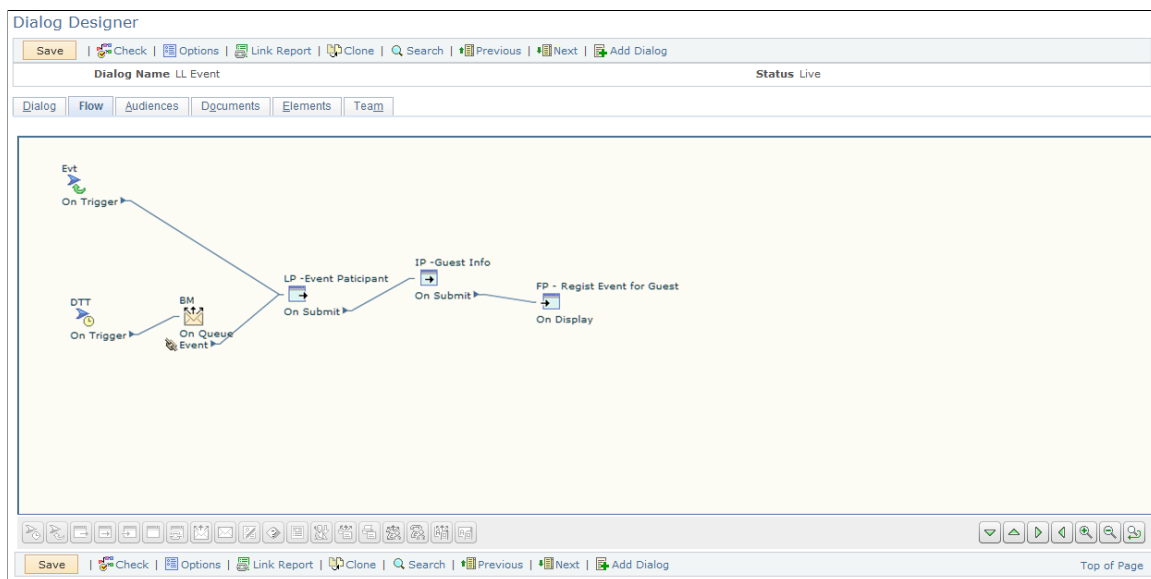 Dialog Designer
Save | Check | Options | Link Report | Clone | Search | Previous | Next | Add Dialog
Dialog Name LL Event Status Live
Dialog Flow Audiences Documents Elements Team
Evt
On Trigger
IP -Guest Info
On Submit
LP -Event Paticipant
On Submit
FP - Regist Event for Guest
On Display
DTT
On Trigger
BM
On Queue
Event
Save | Check | Options | Link Report | Clone | Search | Previous | Next | Add Dialog Top of Page